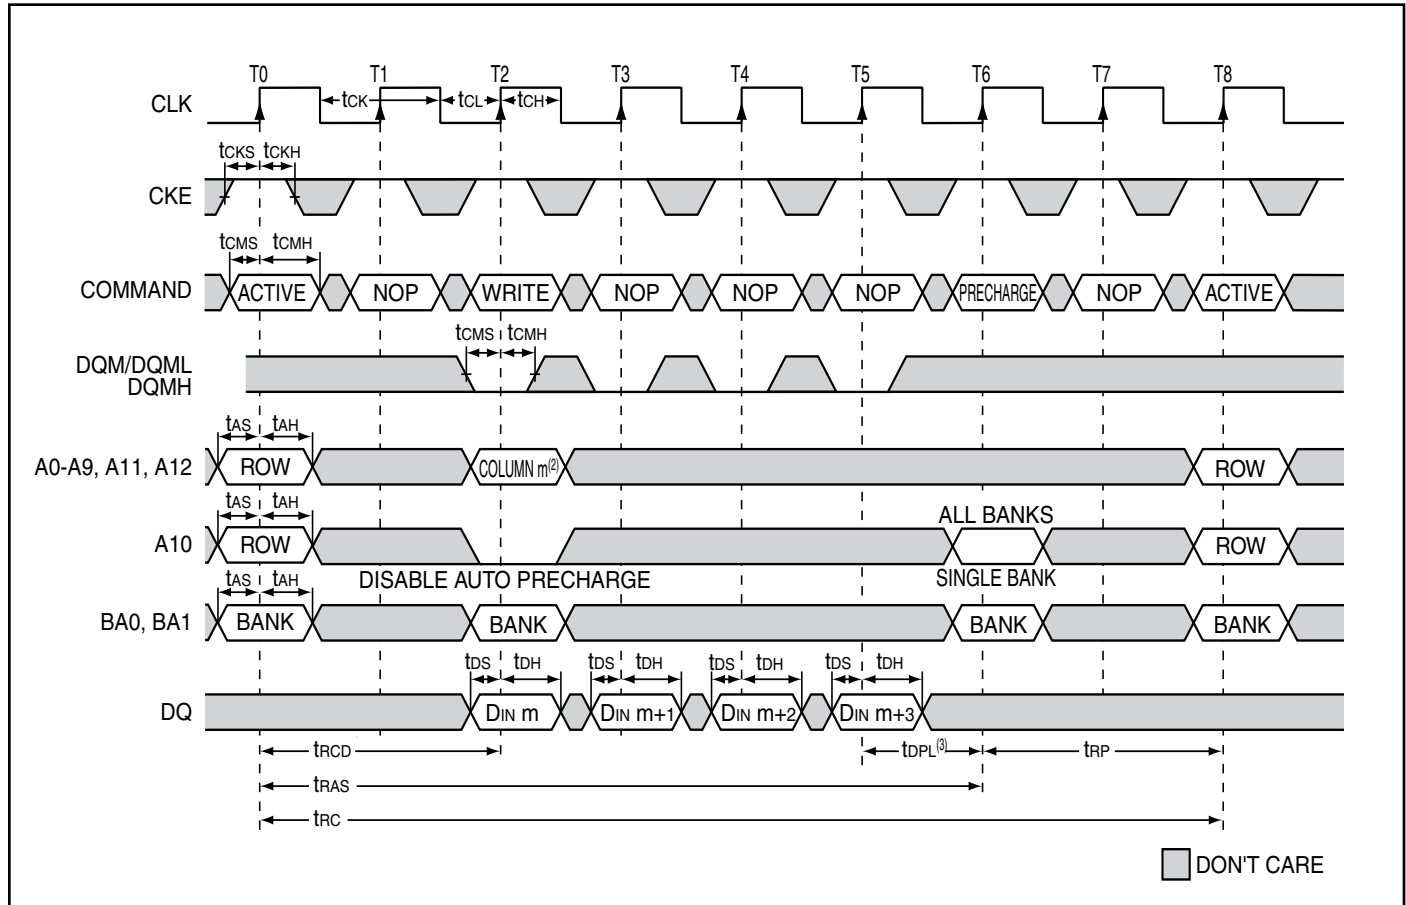 T0 T1 T2 T3 T4 T5 T6 T7 T8
CLK tCK tCL tCH
tCKS tCKH
CKE
tCMS tCMH
COMMAND ACTIVE NOP WRITE NOP NOP NOP PRECHARGE NOP ACTIVE
tCMS tCMH
DQM/DQML
DQMH
tAS tAH
A0-A9, A11, A12 ROW COLUMN m(2) ROW
tAS tAH ALL BANKS
A10 ROW ROW
DISABLE AUTO PRECHARGE SINGLE BANK
tAS tAH
BA0, BA1 BANK BANK BANK BANK
tDS tDH tDS tDH tDS tDH tDS tDH
DQ DIN m DIN m+1 DIN m+2 DIN m+3
tRCD tDPL(3) tRP
tRAS
tRC
DON'T CARE